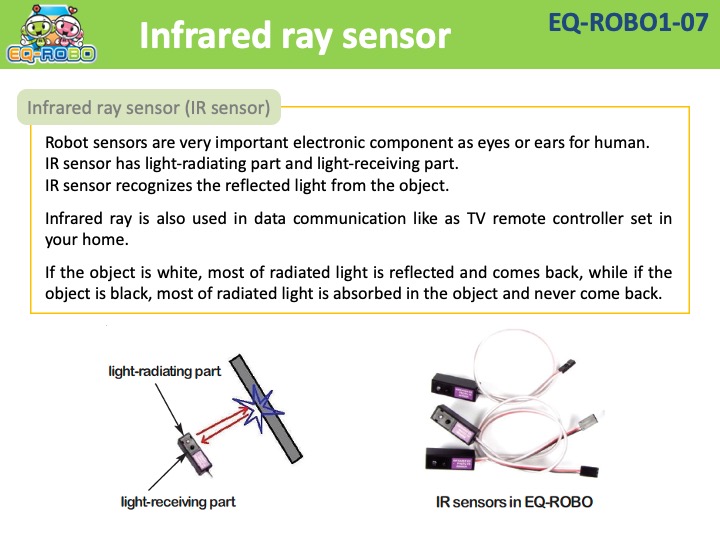 EQ-ROBO
Infrared ray sensor
EQ-ROBO1-07
Infrared ray sensor (IR sensor)
Robot sensors are very important electronic component as eyes or ears for human.
IR sensor has light-radiating part and light-receiving part.
IR sensor recognizes the reflected light from the object.
Infrared ray is also used in data communication like as TV remote controller set in
your home.
If the object is white, most of radiated light is reflected and comes back, while if the
object is black, most of radiated light is absorbed in the object and never come back.
light-radiating part
light-receiving part
IR sensors in EQ-ROBO